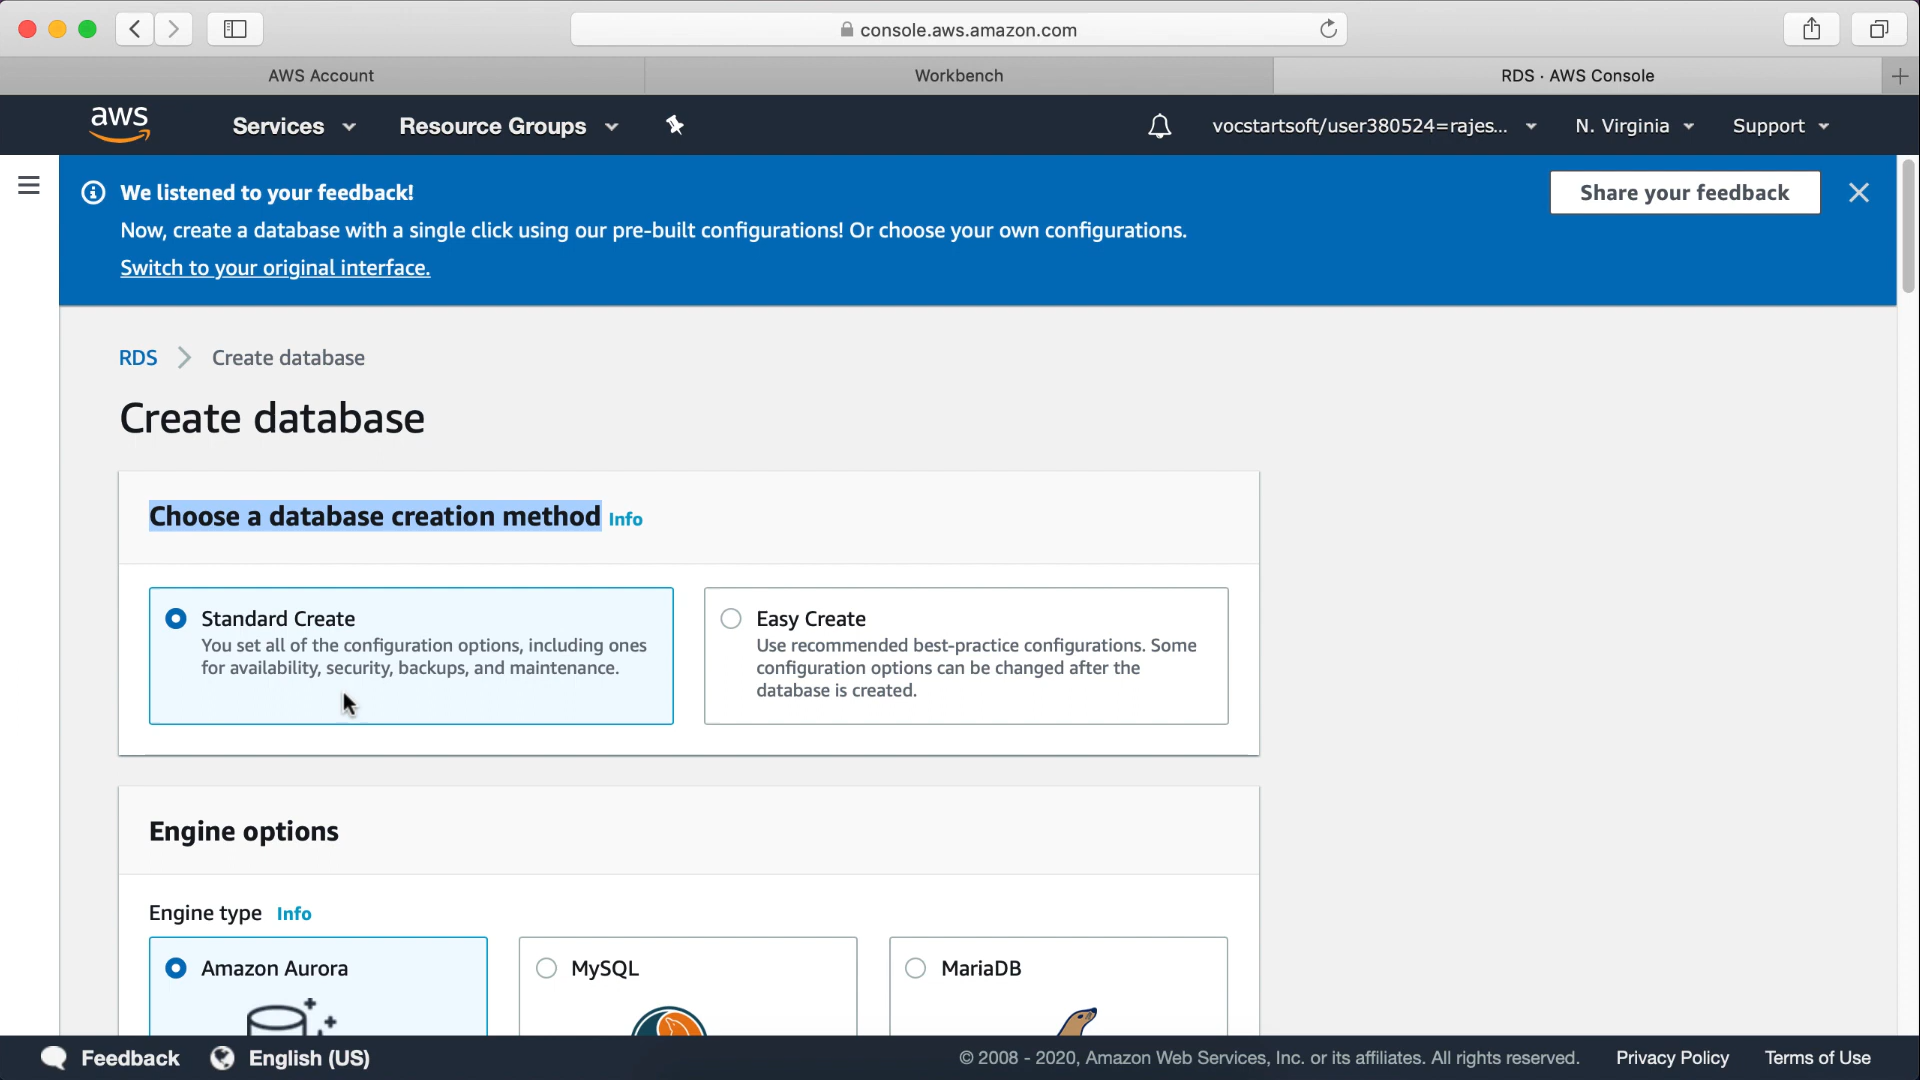 console.aws.amazon.com
AWS Account
Workbench
RDS · AWS Console
aws
Services
Resource Groups
vocstartsoft/user380524=rajes...
N. Virginia
Support
We listened to your feedback!
Share your feedback
Now, create a database with a single click using our pre-built configurations! Or choose your own configurations.
Switch to your original interface.
RDS
Create database
Create database
Choose a database creation method Info
Standard Create
You set all of the configuration options, including ones
for availability, security, backups, and maintenance.
Easy Create
Use recommended best-practice configurations. Some
configuration options can be changed after the
database is created.
Engine options
Engine type Info
Amazon Aurora
MySQL
MariaDB
Feedback
English (US)
© 2008 - 2020, Amazon Web Services, Inc. or its affiliates. All rights reserved.
Privacy Policy
Terms of Use